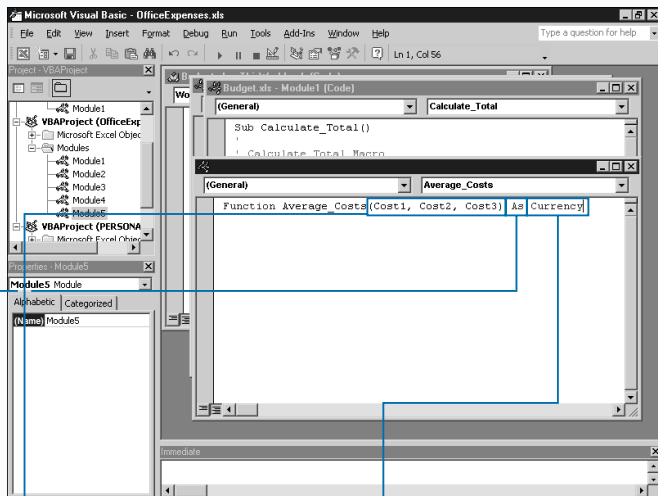 Microsoft Visual Basic - OfficeExpenses.xls
File Edit View Insert Format Debug Run Tools Add-Ins Window Help
Type a question for help
Ln 1, Col 56
Project - VBAProject
Module1
VBAProject (OfficeExp
Microsoft Excel Objec
Modules
Module1
Module2
Module3
Module4
Module5
VBAProject (PERSONA
Microsoft Excel Objec
Properties - Module5
Module5 Module
Alphabetic Categorized
(Name) Module5
Wo
Budget.xls - Module1 (Code)
(General) Calculate_Total
Sub Calculate_Total()
'
' Calculate_Total Macro
(General) Average_Costs
Function Average_Costs(Cost1, Cost2, Cost3) As Currency
Immediate